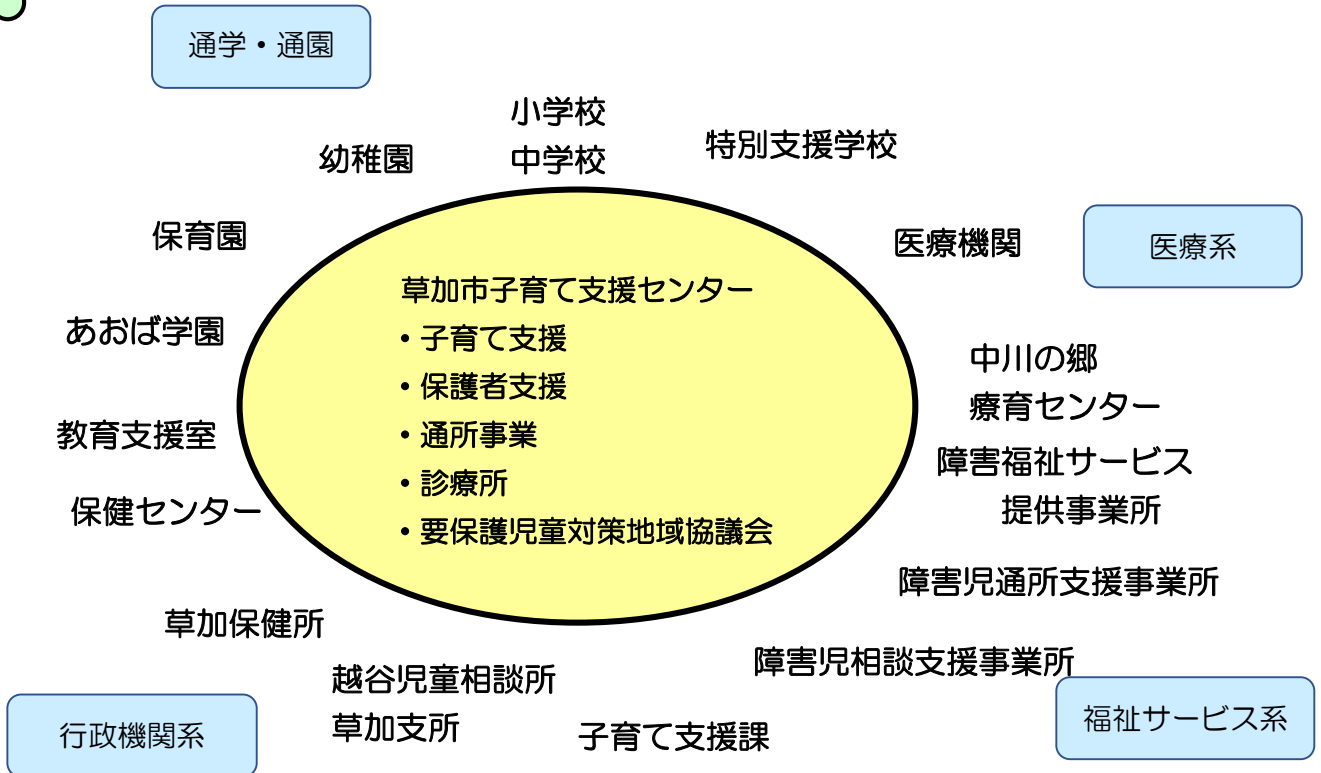 通学・通園
小学校
中学校
特別支援学校
幼稚園
保育園
医療機関
医療系
草加市子育て支援センター
・子育て支援
・保護者支援
・通所事業
・診療所
・要保護児童対策地域協議会
あおば学園
中川の郷
療育センター
教育支援室
障害福祉サービス
提供事業所
保健センター
障害児通所支援事業所
草加保健所
障害児相談支援事業所
越谷児童相談所
草加支所
子育て支援課
行政機関系
福祉サービス系